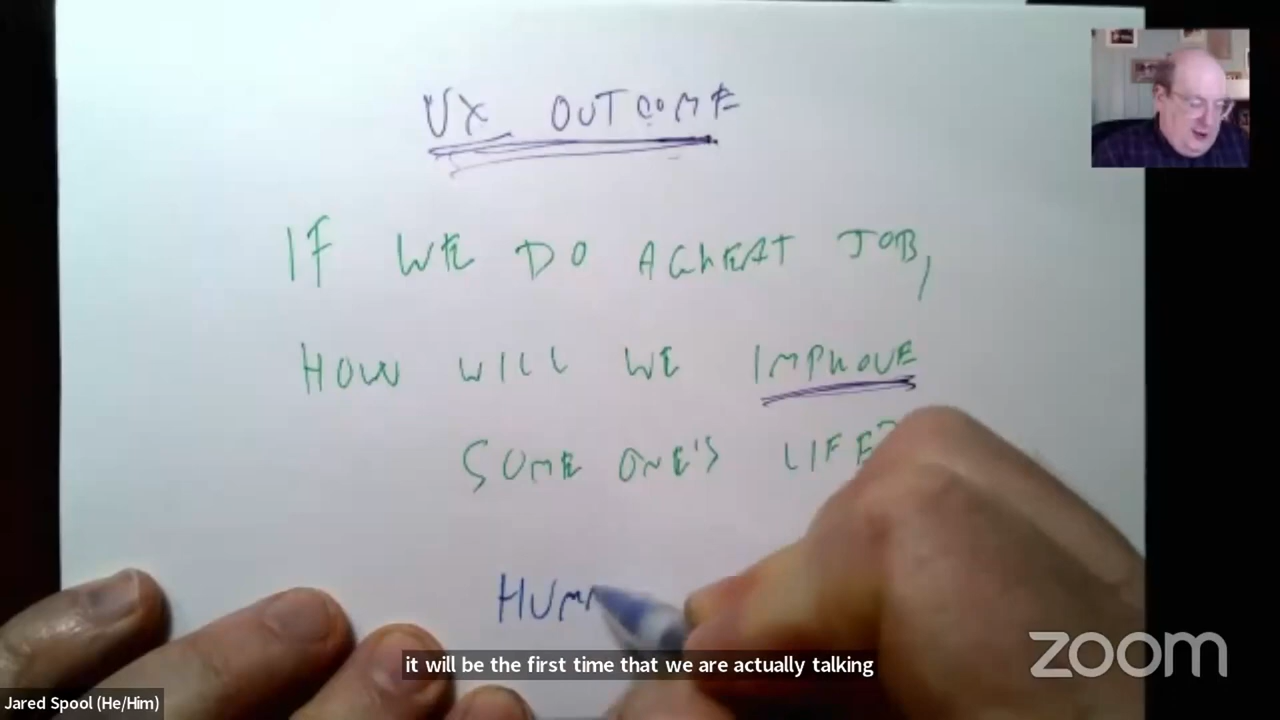 UX OUTCOME
IF WE DO A GREAT JOB,
HOW WILL WE IMPROVE
SOMEONE'S LIFE?
HUM
it will be the first time that we are actually talking
zoom
Jared Spool (He/Him)